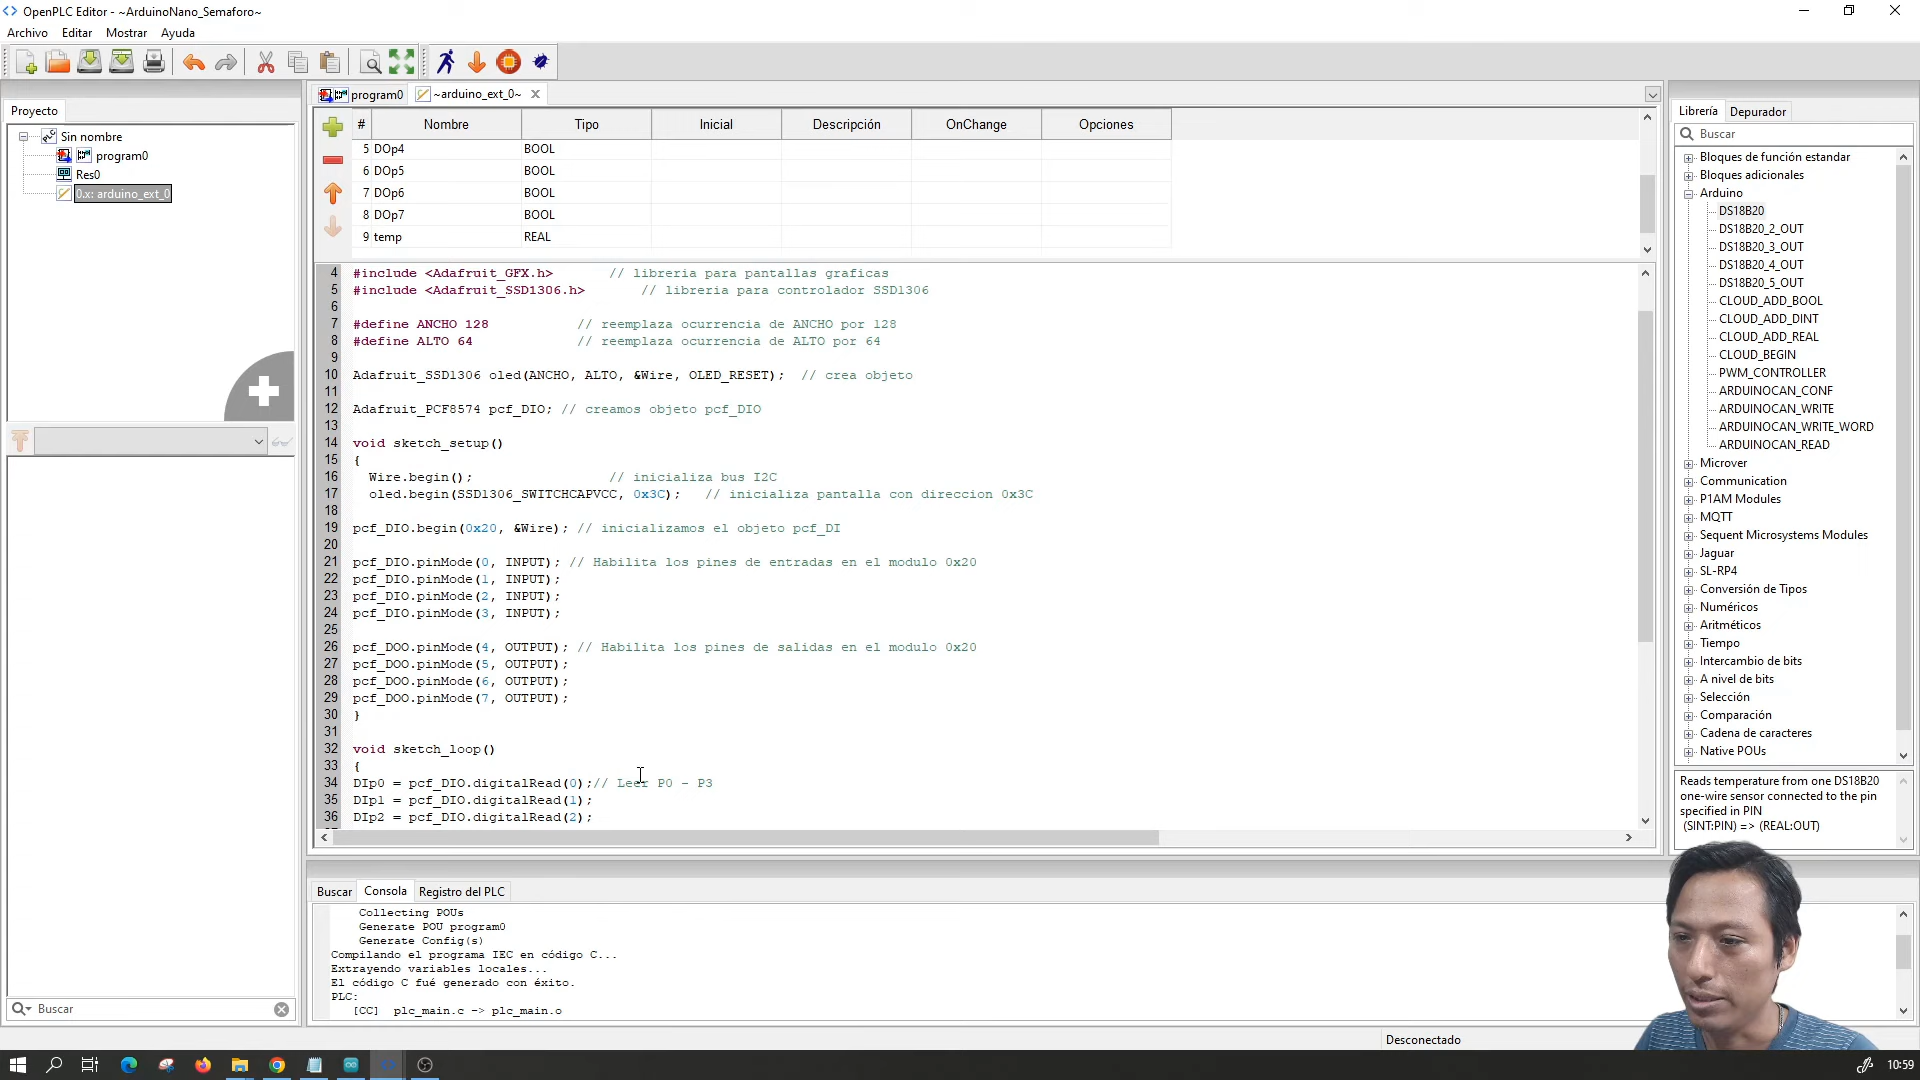 OpenPLC Editor - ~ArduinoNano_Semaforo~
Archivo Editar Mostrar Ayuda
Proyecto
Sin nombre
program0
Res0
0.x: arduino_ext_0
Buscar
program0 ~arduino_ext_0~
# Nombre Tipo Inicial Descripción OnChange Opciones
5 DOp4 BOOL
6 DOp5 BOOL
7 DOp6 BOOL
8 DOp7 BOOL
9 temp REAL
4 #include <Adafruit_GFX.h> // libreria para pantallas graficas
5 #include <Adafruit_SSD1306.h> // libreria para controlador SSD1306
6
7 #define ANCHO 128 // reemplaza ocurrencia de ANCHO por 128
8 #define ALTO 64 // reemplaza ocurrencia de ALTO por 64
9
10 Adafruit_SSD1306 oled(ANCHO, ALTO, &Wire, OLED_RESET); // crea objeto
11
12 Adafruit_PCF8574 pcf_DIO; // creamos objeto pcf_DIO
13
14 void sketch_setup()
15 {
16 Wire.begin(); // inicializa bus I2C
17 oled.begin(SSD1306_SWITCHCAPVCC, 0x3C); // inicializa pantalla con direccion 0x3C
18
19 pcf_DIO.begin(0x20, &Wire); // inicializamos el objeto pcf_DI
20
21 pcf_DIO.pinMode(0, INPUT); // Habilita los pines de entradas en el modulo 0x20
22 pcf_DIO.pinMode(1, INPUT);
23 pcf_DIO.pinMode(2, INPUT);
24 pcf_DIO.pinMode(3, INPUT);
25
26 pcf_DOO.pinMode(4, OUTPUT); // Habilita los pines de salidas en el modulo 0x20
27 pcf_DOO.pinMode(5, OUTPUT);
28 pcf_DOO.pinMode(6, OUTPUT);
29 pcf_DOO.pinMode(7, OUTPUT);
30 }
31
32 void sketch_loop()
33 {
34 DIp0 = pcf_DIO.digitalRead(0);// Leer P0 - P3
35 DIp1 = pcf_DIO.digitalRead(1);
36 DIp2 = pcf_DIO.digitalRead(2);
Buscar Consola Registro del PLC
Collecting POUs
Generate POU program0
Generate Config(s)
Compilando el programa IEC en código C...
Extrayendo variables locales...
El código C fué generado con éxito.
PLC:
[CC] plc_main.c -> plc_main.o
Librería Depurador
Buscar
Bloques de función estandar
Bloques adicionales
Arduino
DS18B20
DS18B20_2_OUT
DS18B20_3_OUT
DS18B20_4_OUT
DS18B20_5_OUT
CLOUD_ADD_BOOL
CLOUD_ADD_DINT
CLOUD_ADD_REAL
CLOUD_BEGIN
PWM_CONTROLLER
ARDUINOCAN_CONF
ARDUINOCAN_WRITE
ARDUINOCAN_WRITE_WORD
ARDUINOCAN_READ
Microver
Communication
P1AM Modules
MQTT
Sequent Microsystems Modules
Jaguar
SL-RP4
Conversión de Tipos
Numéricos
Aritméticos
Tiempo
Intercambio de bits
A nivel de bits
Selección
Comparación
Cadena de caracteres
Native POUs
Reads temperature from one DS18B20
one-wire sensor connected to the pin
specified in PIN
(SINT:PIN) => (REAL:OUT)
Desconectado
10:59